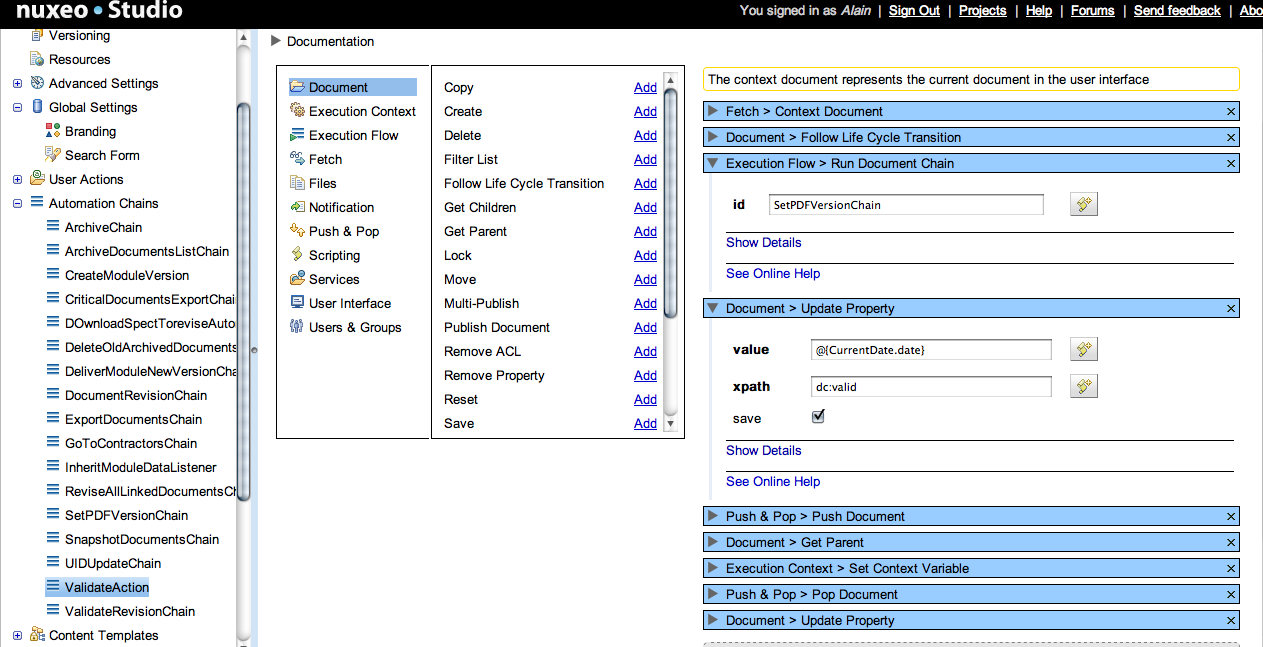 nuxeo Studio
You signed in as Alain | Sign Out | Projects | Help | Forums | Send feedback | Abo
Versioning
Resources
Advanced Settings
Global Settings
Branding
Search Form
User Actions
Automation Chains
ArchiveChain
ArchiveDocumentsListChain
CreateModuleVersion
CriticalDocumentsExportChai
DOwnloadSpectToreviseAuto
DeleteOldArchivedDocuments
DeliverModuleNewVersionCha
DocumentRevisionChain
ExportDocumentsChain
GoToContractorsChain
InheritModuleDataListener
ReviseAllLinkedDocumentsCh
SetPDFVersionChain
SnapshotDocumentsChain
UIDUpdateChain
ValidateAction
ValidateRevisionChain
Content Templates
Documentation
Document
Execution Context
Execution Flow
Fetch
Files
Notification
Push & Pop
Scripting
Services
User Interface
Users & Groups
Copy Add
Create Add
Delete Add
Filter List Add
Follow Life Cycle Transition Add
Get Children Add
Get Parent Add
Lock Add
Move Add
Multi-Publish Add
Publish Document Add
Remove ACL Add
Remove Property Add
Reset Add
Save Add
The context document represents the current document in the user interface
Fetch > Context Document
Document > Follow Life Cycle Transition
Execution Flow > Run Document Chain
id SetPDFVersionChain
Show Details
See Online Help
Document > Update Property
value @{CurrentDate.date}
xpath dc:valid
save
Show Details
See Online Help
Push & Pop > Push Document
Document > Get Parent
Execution Context > Set Context Variable
Push & Pop > Pop Document
Document > Update Property